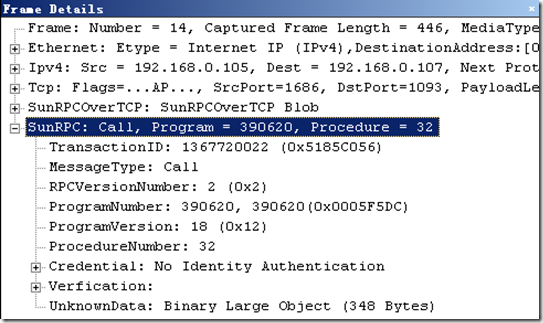 Frame Details
Frame: Number = 14, Captured Frame Length = 446, MediaType
Ethernet: Etype = Internet IP (IPv4),DestinationAddress:[0
Ipv4: Src = 192.168.0.105, Dest = 192.168.0.107, Next Prot
Tcp: Flags=...AP..., SrcPort=1686, DstPort=1093, PayloadLe
SunRPCOverTCP: SunRPCOverTCP Blob
SunRPC: Call, Program = 390620, Procedure = 32
TransactionID: 1367720022 (0x5185C056)
MessageType: Call
RPCVersionNumber: 2 (0x2)
ProgramNumber: 390620, 390620(0x0005F5DC)
ProgramVersion: 18 (0x12)
ProcedureNumber: 32
Credential: No Identity Authentication
Verfication:
UnknownData: Binary Large Object (348 Bytes)